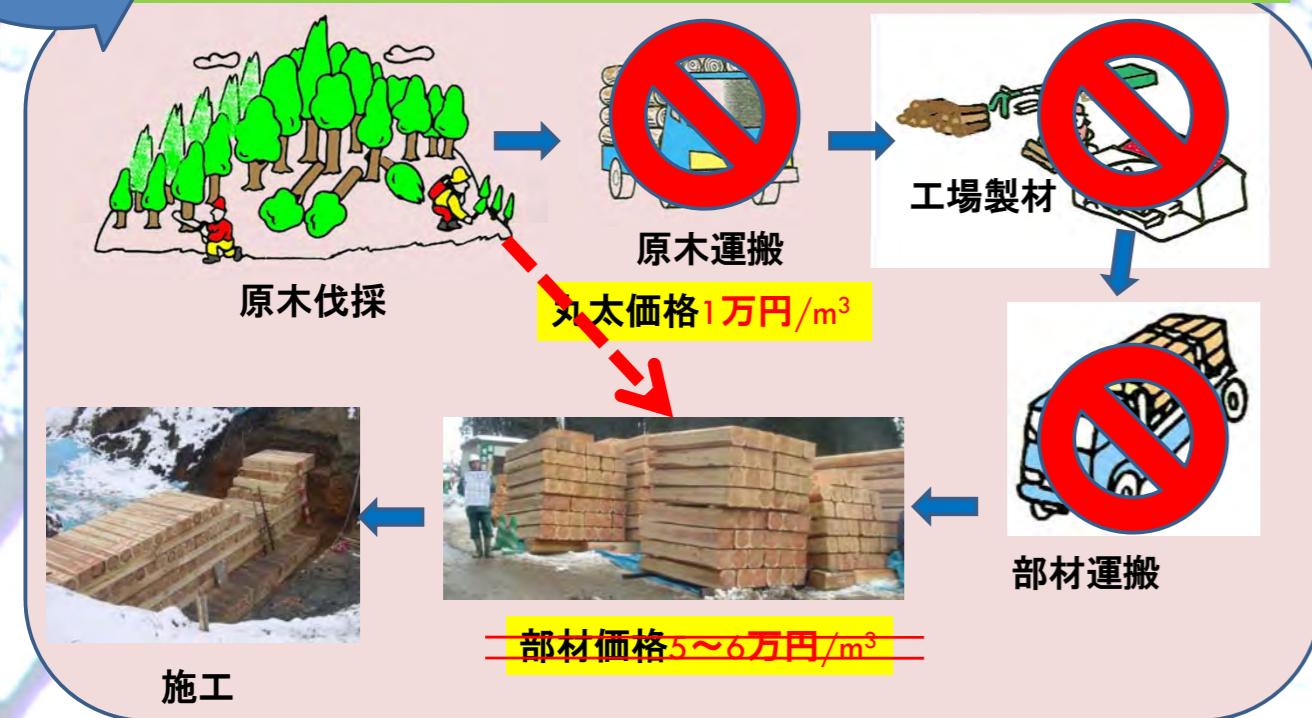 原木伐採
原木運搬
丸太価格1万円/m³
工場製材
部材運搬
部材価格5～6万円/m³
施工